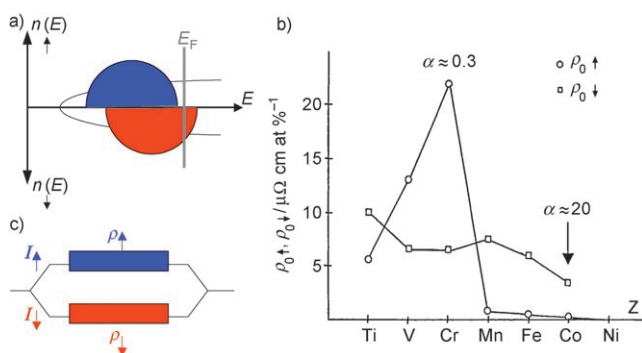 a)
n(E)
↑
E_F
E
n(E)
↓
c)
I↑
ρ↑
I↓
ρ↓
b)
α ≈ 0.3
ρ₀ ↑
ρ₀ ↓
20
15
10
5
ρ₀↑, ρ₀↓/μΩ cm at %⁻¹
α≈20
Z
Ti V Cr Mn Fe Co Ni